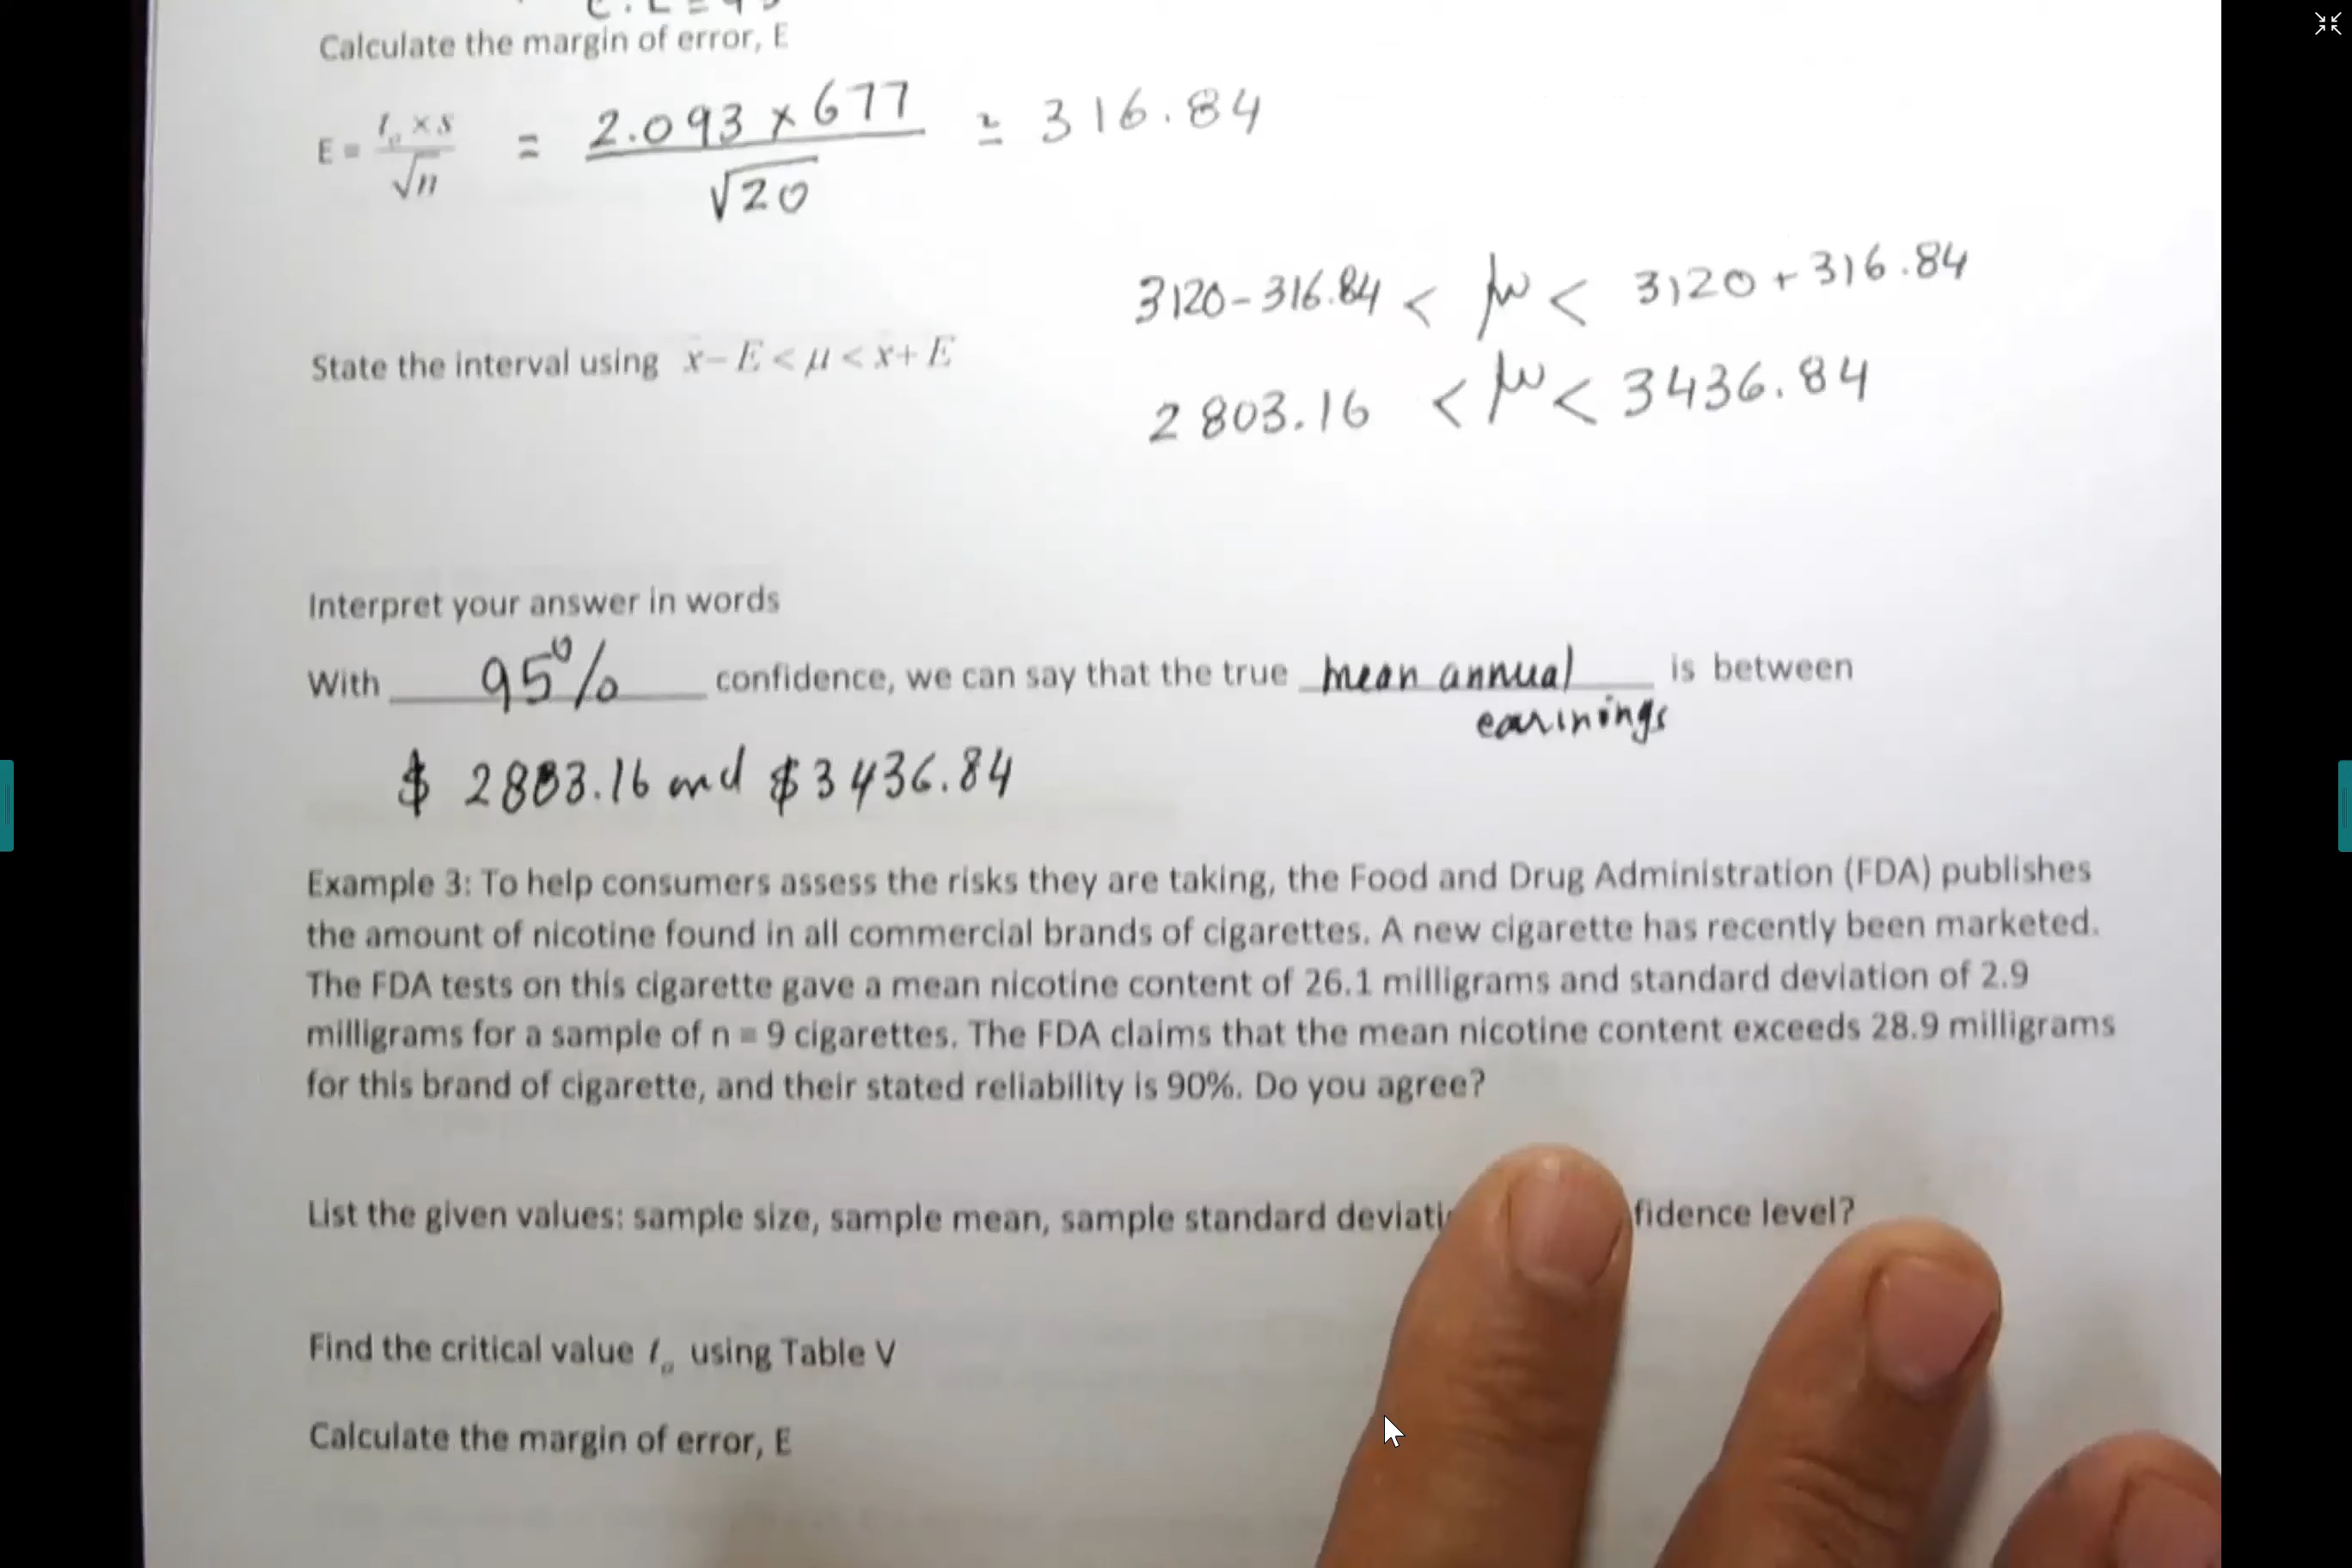 Calculate the margin of error, E
E = t_c × s / √n = 2.093 × 677 / √20 ≃ 316.84
3120 - 316.84 < μ < 3120 + 316.84
State the interval using x - E < μ < x + E
2803.16 < μ < 3436.84
Interpret your answer in words
With 95% confidence, we can say that the true mean annual is between
earinings
$ 2803.16 and $3436.84
Example 3: To help consumers assess the risks they are taking, the Food and Drug Administration (FDA) publishes
the amount of nicotine found in all commercial brands of cigarettes. A new cigarette has recently been marketed.
The FDA tests on this cigarette gave a mean nicotine content of 26.1 milligrams and standard deviation of 2.9
milligrams for a sample of n = 9 cigarettes. The FDA claims that the mean nicotine content exceeds 28.9 milligrams
for this brand of cigarette, and their stated reliability is 90%. Do you agree?
List the given values: sample size, sample mean, sample standard deviati fidence level?
Find the critical value t_c using Table V
Calculate the margin of error, E